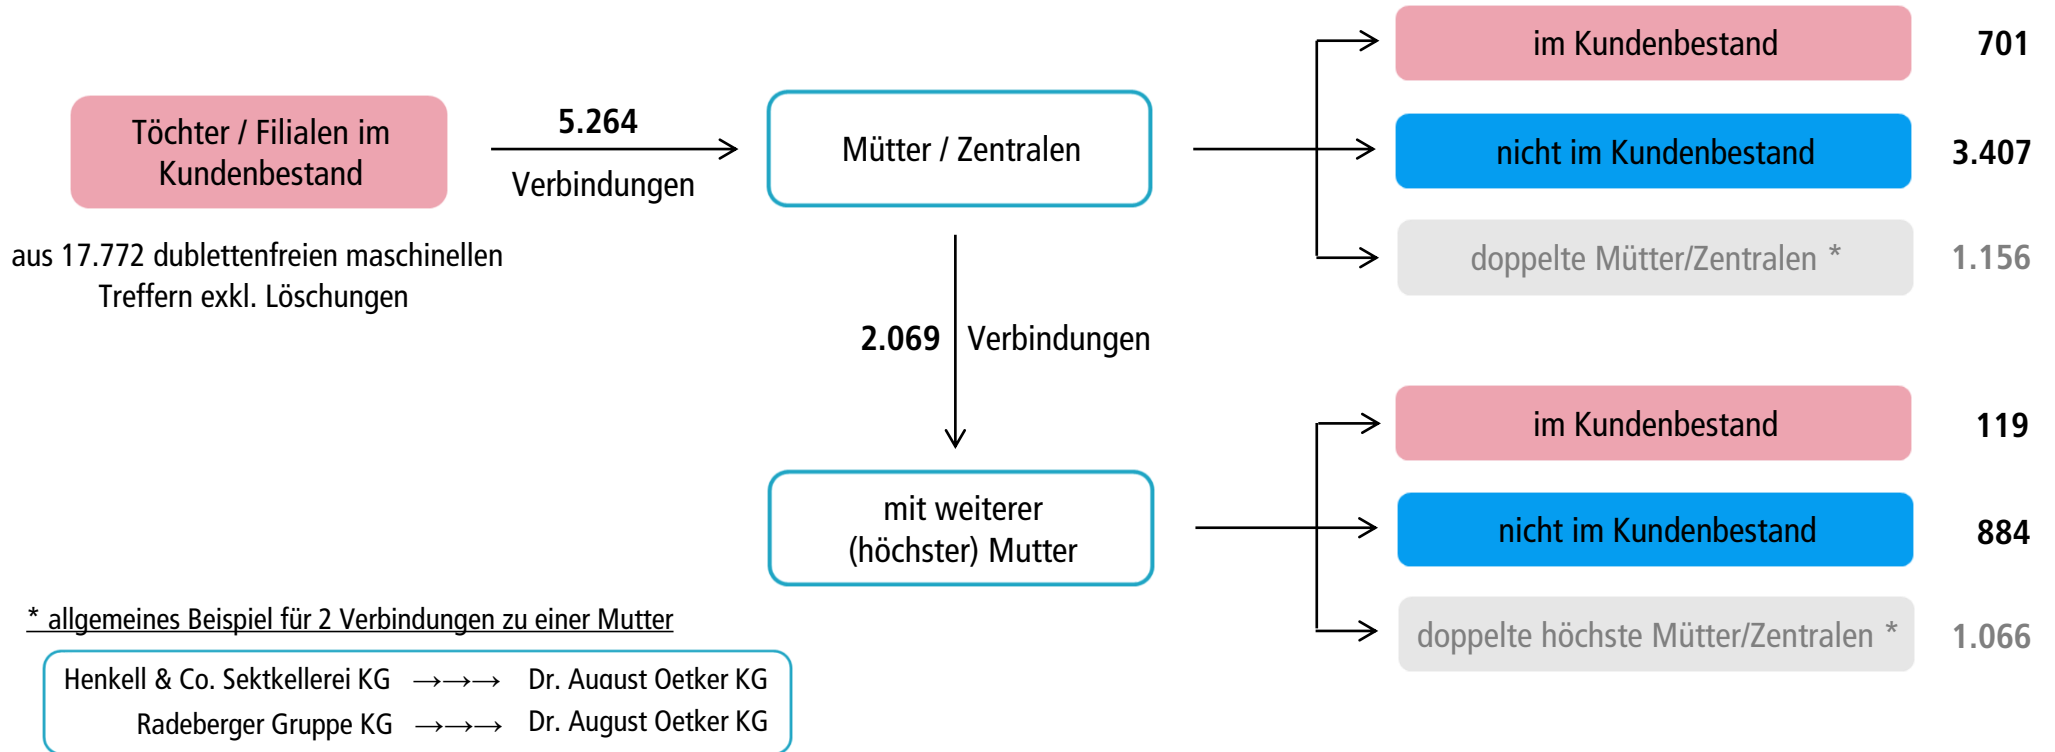 Töchter / Filialen im
Kundenbestand
aus 17.772 dublettenfreien maschinellen
Treffern exkl. Löschungen
5.264
Verbindungen
Mütter / Zentralen
im Kundenbestand 701
nicht im Kundenbestand 3.407
doppelte Mütter/Zentralen * 1.156
2.069 Verbindungen
mit weiterer
(höchster) Mutter
im Kundenbestand 119
nicht im Kundenbestand 884
doppelte höchste Mütter/Zentralen * 1.066
* allgemeines Beispiel für 2 Verbindungen zu einer Mutter
Henkell & Co. Sektkellerei KG →→→ Dr. August Oetker KG
Radeberger Gruppe KG →→→ Dr. August Oetker KG